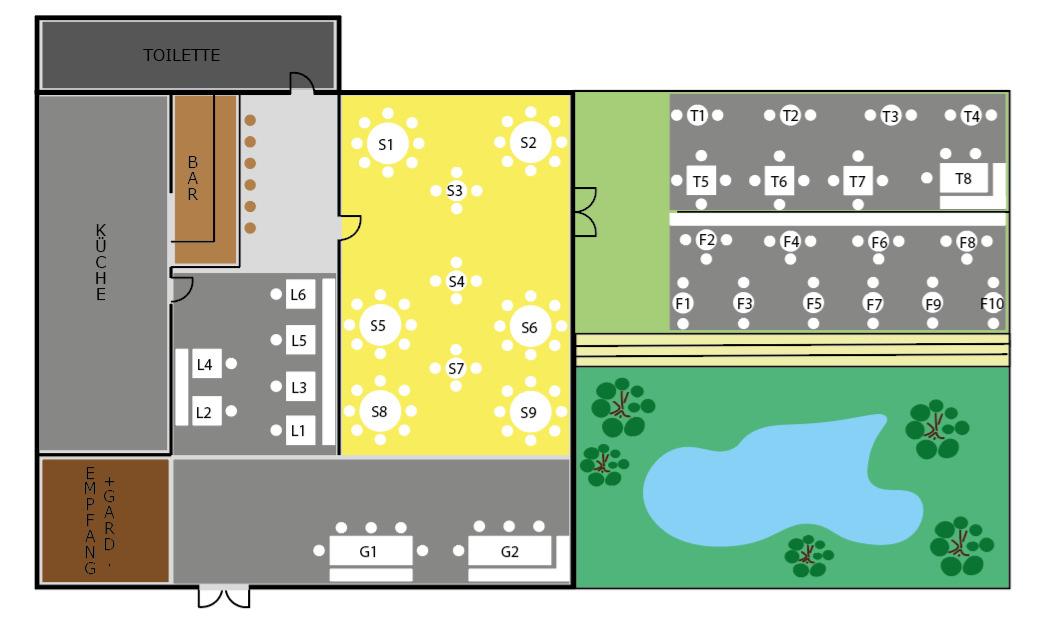 TOILETTE
BAR
KÜCHE
EMPFANG
+GARD.
S1
S2
S3
S4
S5
S6
S7
S8
S9
L6
L5
L4
L3
L2
L1
G1
G2
T1
T2
T3
T4
T5
T6
T7
T8
F2
F4
F6
F8
F1
F3
F5
F7
F9
F10